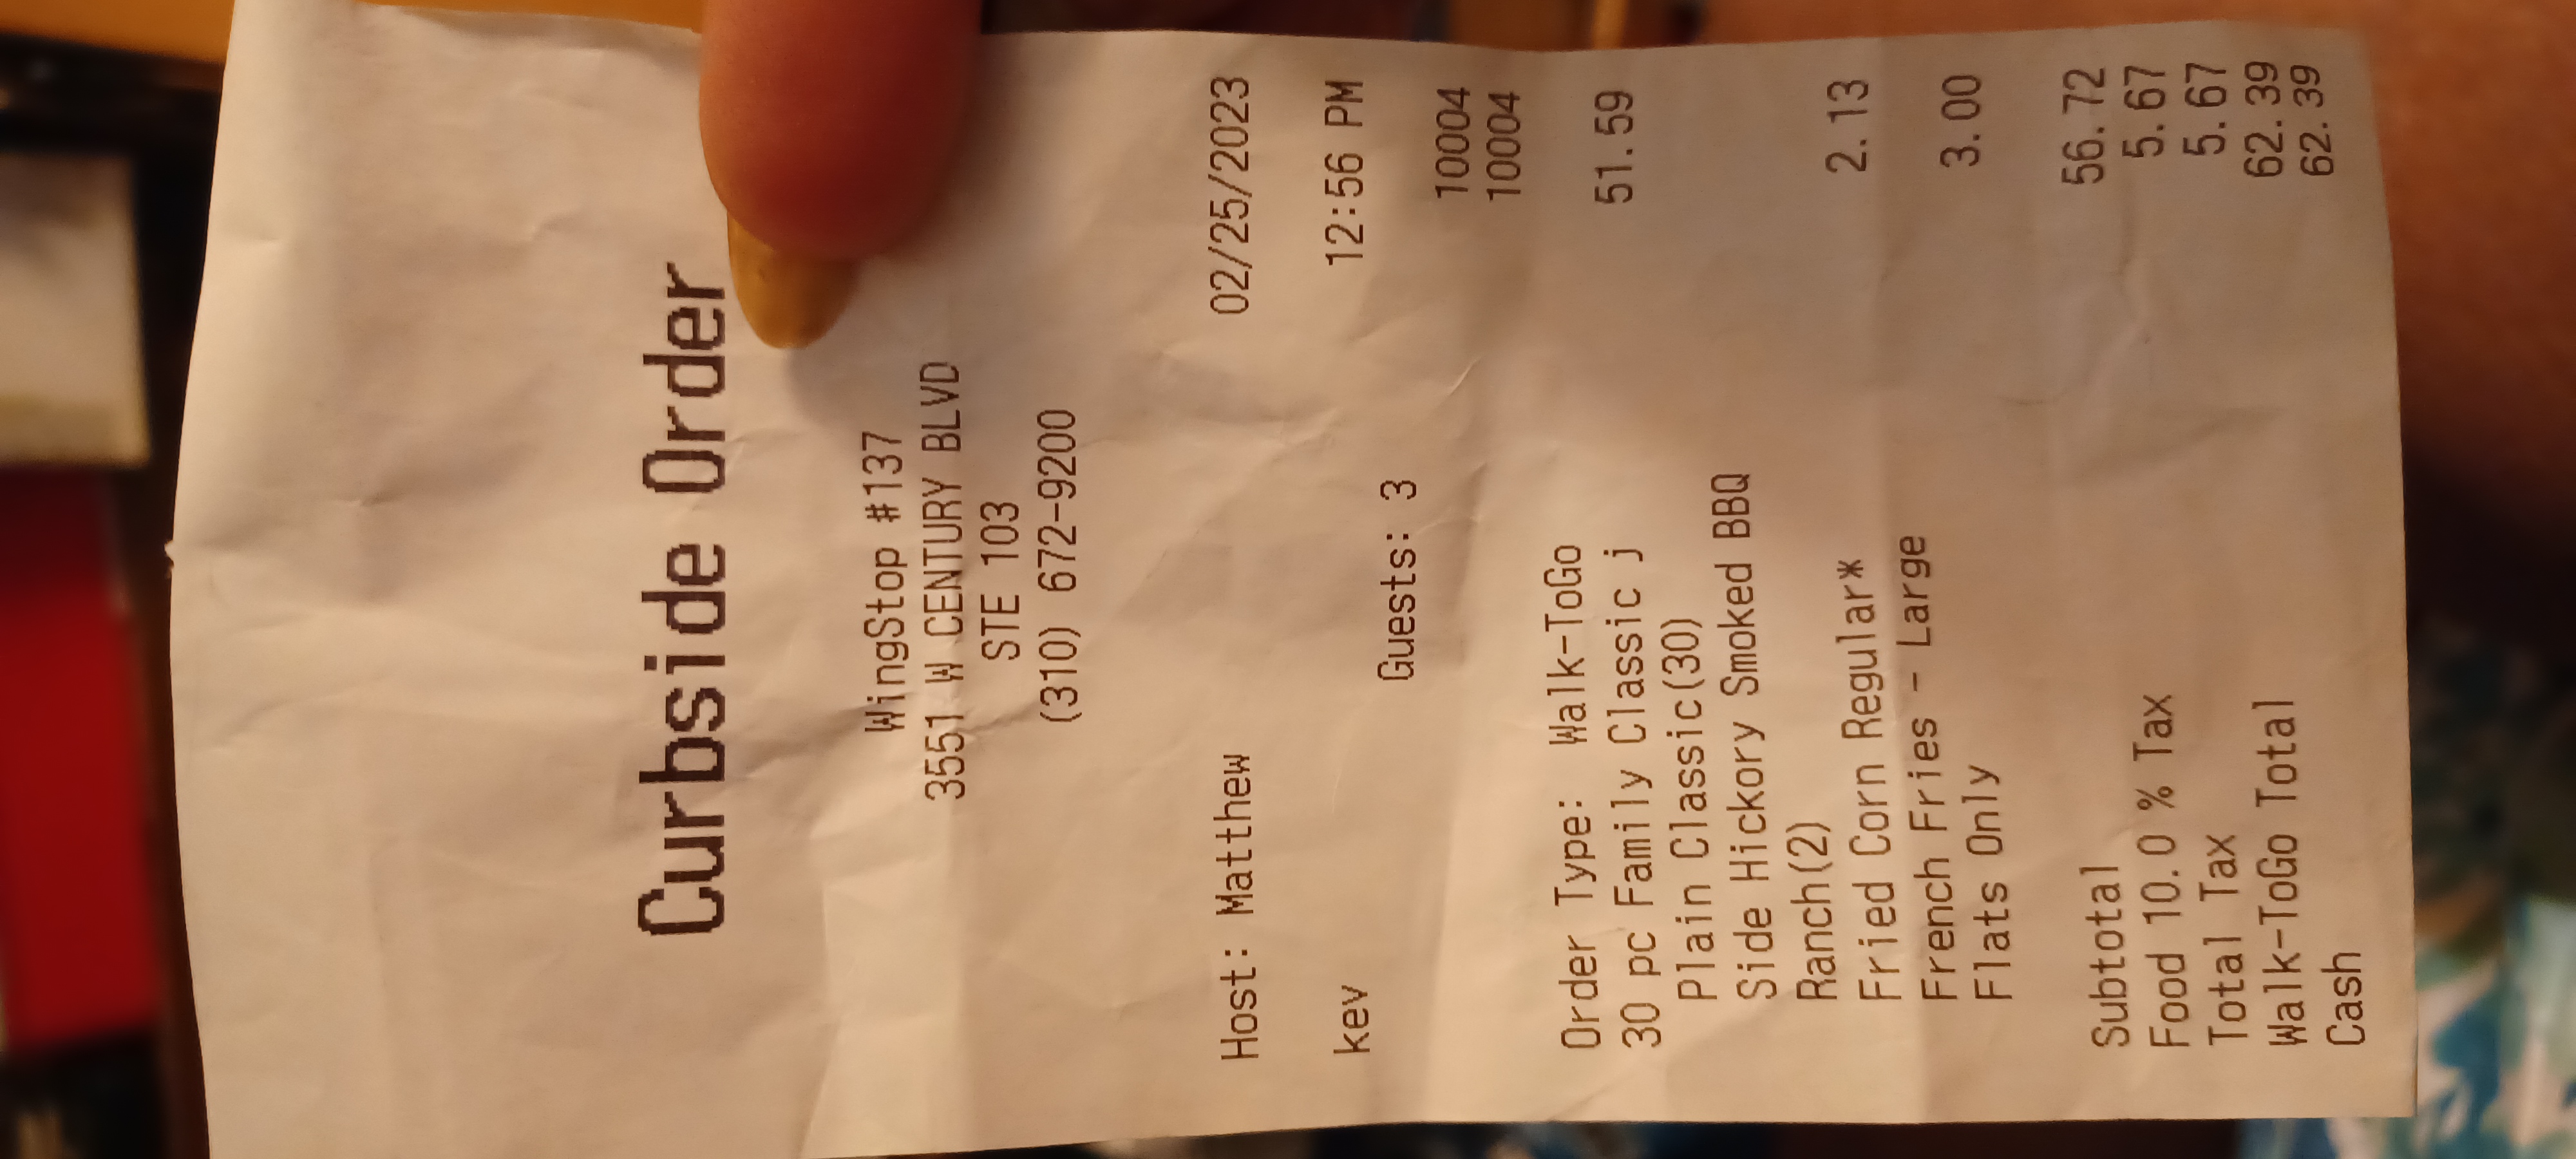 Curbside Order
WingStop #137
3551 W CENTURY BLVD
STE 103
(310) 672-9200
Host: Matthew 02/25/2023
kev 12:56 PM
Guests: 3
10004
10004
Order Type: Walk-ToGo
30 pc Family Classic j 51.59
Plain Classic(30)
Side Hickory Smoked BBQ
Ranch(2)
Fried Corn Regular* 2.13
French Fries - Large
Flats Only 3.00
Subtotal 56.72
Food 10.0 % Tax 5.67
Total Tax 5.67
Walk-ToGo Total 62.39
Cash 62.39